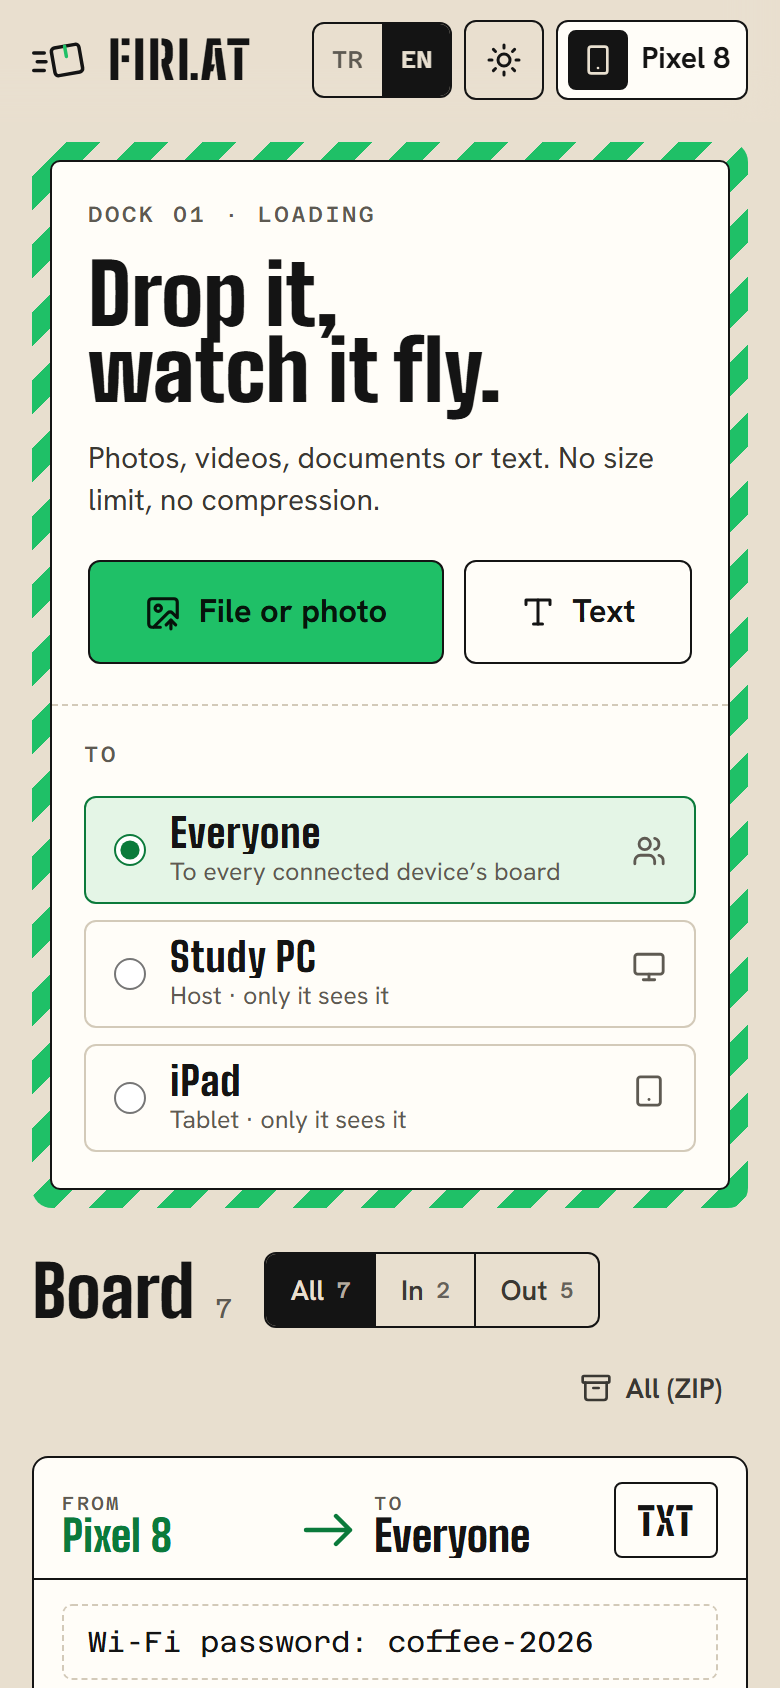 FIRLAT
TR EN
Pixel 8
DOCK 01 · LOADING
Drop it,
watch it fly.
Photos, videos, documents or text. No size
limit, no compression.
File or photo
Text
TO
Everyone
To every connected device’s board
Study PC
Host · only it sees it
iPad
Tablet · only it sees it
Board 7
All 7 In 2 Out 5
All (ZIP)
FROM
Pixel 8
TO
Everyone
TXT
Wi-Fi password: coffee-2026